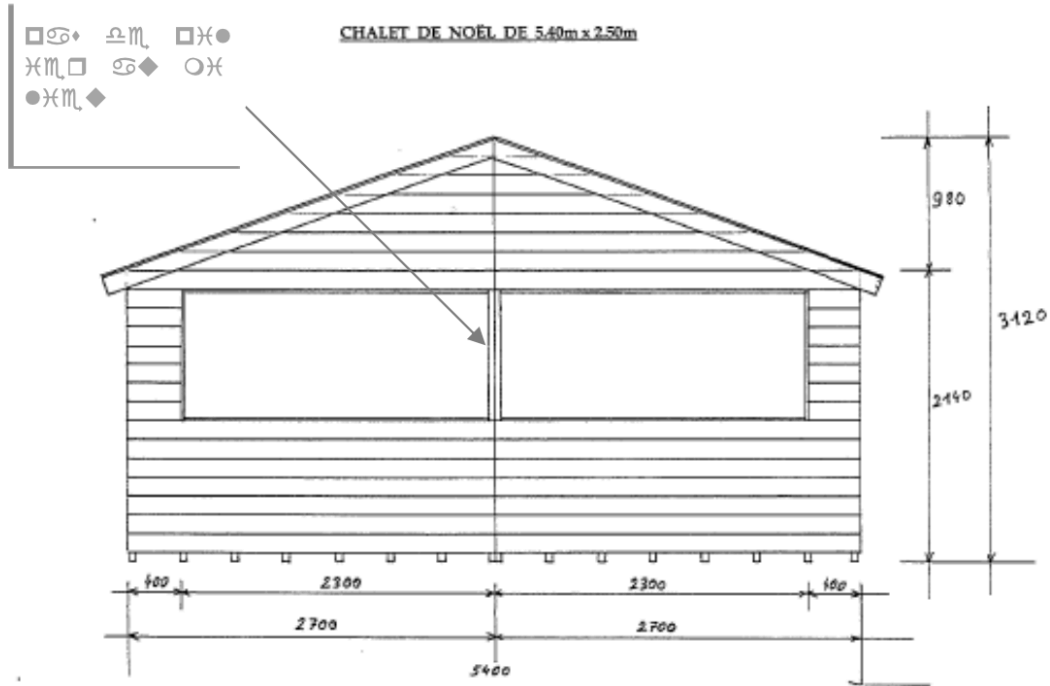 □♋⬧ ♎♏ □♓●
♓♏❒ ♋◆ ❍♓
●♓♏◆
CHALET DE NOËL DE 5.40m x 2.50m
980
3120
2140
400 2300 2300 400
2700 2700
5400